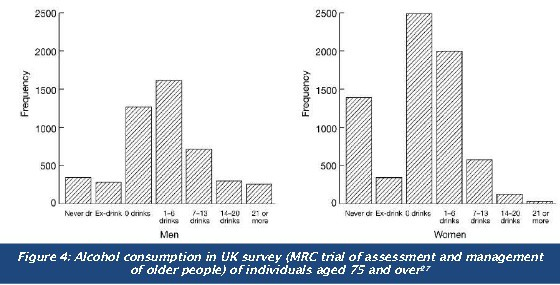 2500
2000
1500
1000
500
0
Frequency
Never dr Ex-drink 0 drinks 1–6 drinks 7–13 drinks 14–20 drinks 21 or more
Men
2500
2000
1500
1000
500
0
Frequency
Never dr Ex-drink 0 drinks 1–6 drinks 7–13 drinks 14–20 drinks 21 or more
Women
Figure 4: Alcohol consumption in UK survey (MRC trial of assessment and management
of older people) of individuals aged 75 and over27